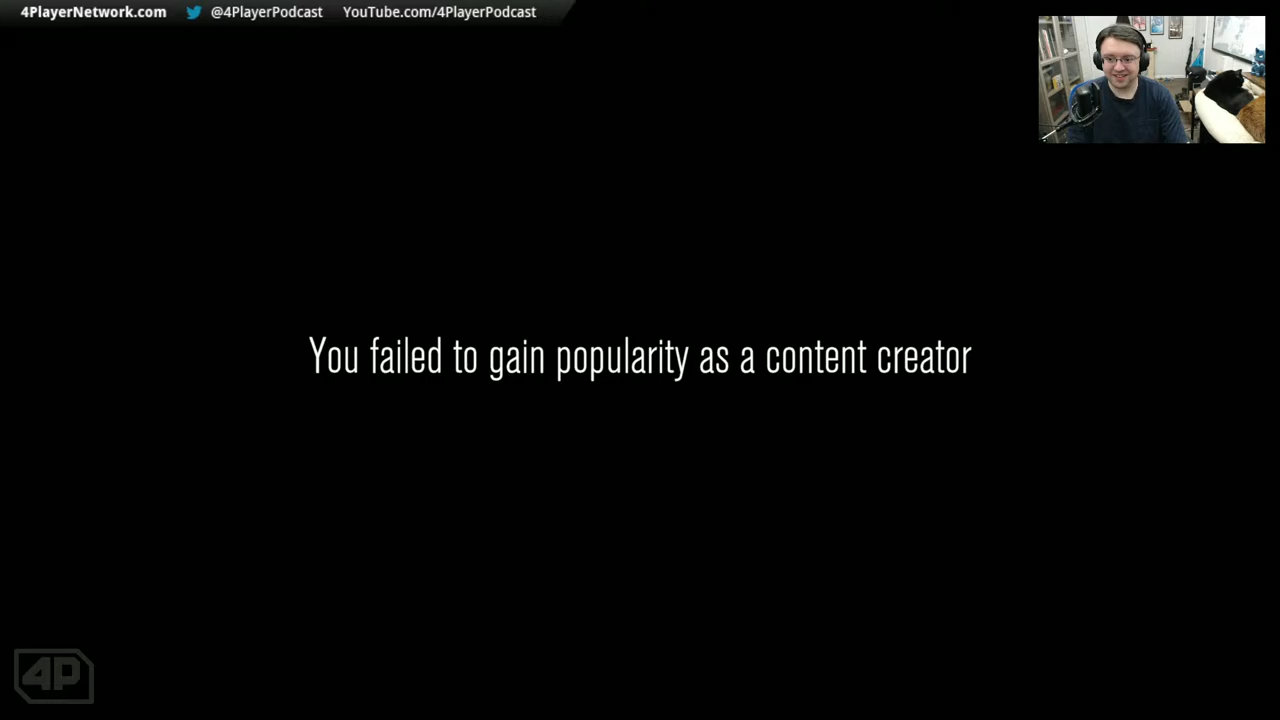 4PlayerNetwork.com @4PlayerPodcast YouTube.com/4PlayerPodcast
You failed to gain popularity as a content creator
4P